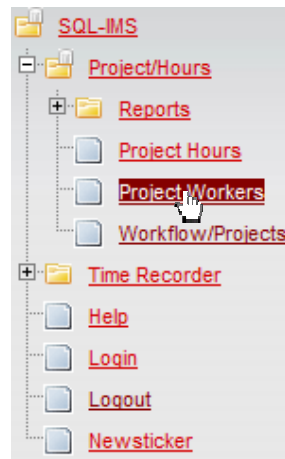 SQL-IMS
Project/Hours
Reports
Project Hours
Project Workers
Workflow/Projects
Time Recorder
Help
Login
Logout
Newsticker